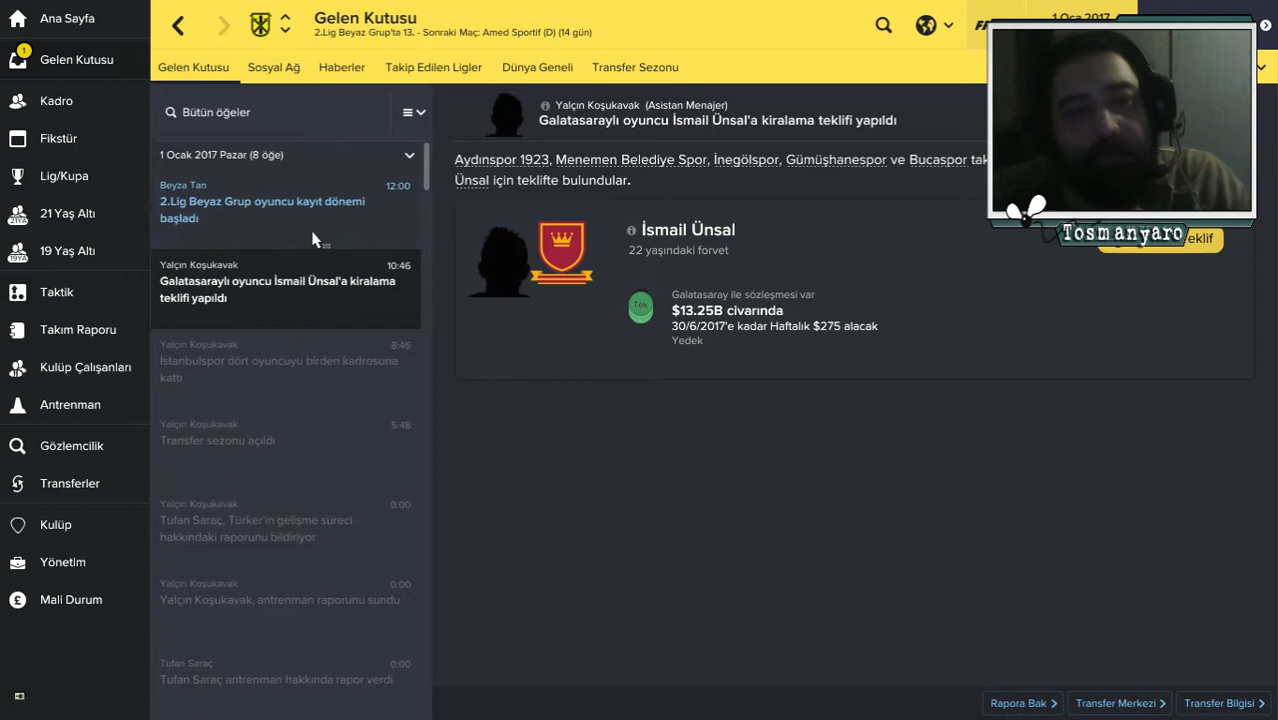 Ana Sayfa
1
Gelen Kutusu
Kadro
Fikstür
Lig/Kupa
21YA
21 Yaş Altı
19YA
19 Yaş Altı
Taktik
Takım Raporu
Kulüp Çalışanları
Antrenman
Gözlemcilik
Transferler
Kulüp
Yönetim
Mali Durum
Gelen Kutusu
2.Lig Beyaz Grup'ta 13. - Sonraki Maç: Amed Sportif (D) (14 gün)
1 Oca 2017
Gelen Kutusu
Sosyal Ağ
Haberler
Takip Edilen Ligler
Dünya Geneli
Transfer Sezonu
Bütün öğeler
1 Ocak 2017 Pazar (8 öğe)
Beyza Tan 12:00
2.Lig Beyaz Grup oyuncu kayıt dönemi
başladı
Yalçın Koşukavak 10:46
Galatasaraylı oyuncu İsmail Ünsal'a kiralama
teklifi yapıldı
Yalçın Koşukavak 8:46
İstanbulspor dört oyuncuyu birden kadrosuna
kattı
Yalçın Koşukavak 5:48
Transfer sezonu açıldı
Yalçın Koşukavak 0:00
Tufan Saraç, Türker'in gelişme süreci
hakkındaki raporunu bildiriyor
Yalçın Koşukavak 0:00
Yalçın Koşukavak, antrenman raporunu sundu
Tufan Saraç 0:00
Tufan Saraç antrenman hakkında rapor verdi
Yalçın Koşukavak (Asistan Menajer)
Galatasaraylı oyuncu İsmail Ünsal'a kiralama teklifi yapıldı
Aydınspor 1923, Menemen Belediye Spor, İnegölspor, Gümüşhanespor ve Bucaspor
Ünsal için teklifte bulundular.
İsmail Ünsal
22 yaşındaki forvet
Tek
Galatasaray ile sözleşmesi var
$13.25B civarında
30/6/2017'e kadar Haftalık $275 alacak
Yedek
Tosmanyaro
Rapora Bak
Transfer Merkezi
Transfer Bilgisi